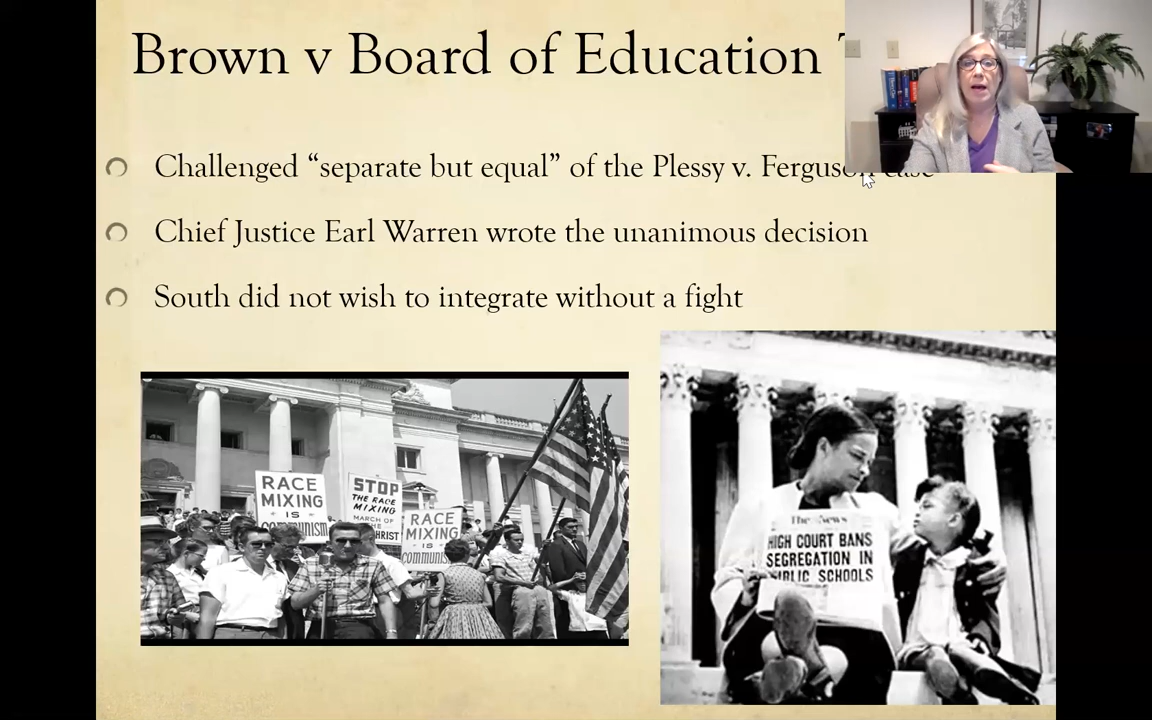 Brown v Board of Education
Challenged “separate but equal” of the Plessy v. Ferguson case
Chief Justice Earl Warren wrote the unanimous decision
South did not wish to integrate without a fight
RACE
MIXING
IS
COMMUNISM
STOP
THE RACE
MIXING
MARCH OF
THE
CHRIST
RACE
MIXING
IS
COMMUNIS
The News
HIGH COURT BANS
SEGREGATION IN
PUBLIC SCHOOLS